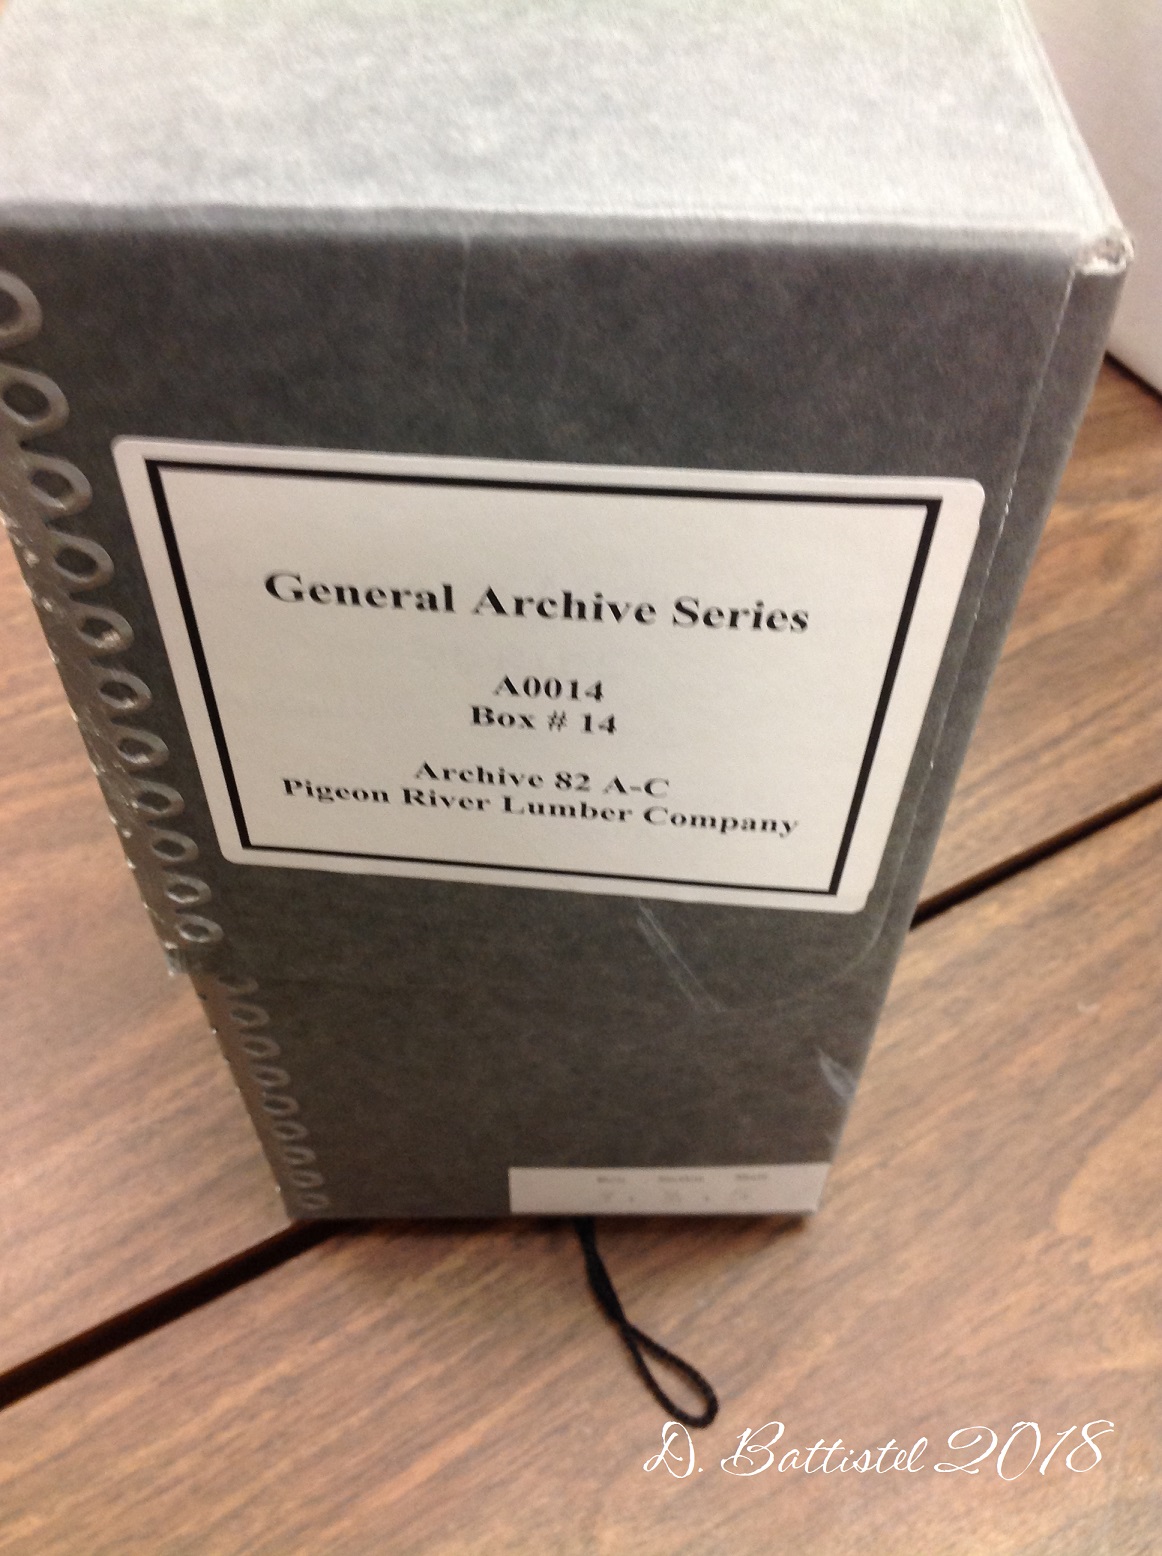 General Archive Series
A0014
Box # 14
Archive 82 A-C
Pigeon River Lumber Company
D. Battistel 2018